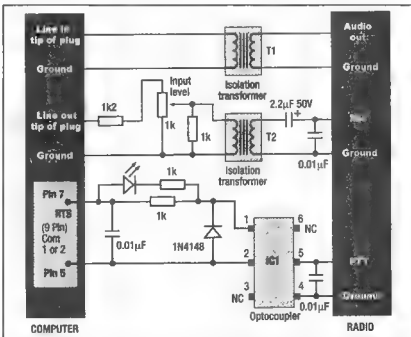 Line in
tip of plug
Audio
out
T1
Ground
Ground
Isolation
transformer
Input
level
1k2
2.2µF 50V
+
Line out
tip of plug
1k
1k
T2
0.01µF
Ground
Ground
Isolation
transformer
Pin 7
RTS
(9 Pin)
Com
1 or 2
1k
1k
0.01µF
1N4148
1
6
NC
2
IC1
5
PTT
Pin 5
3
NC
4
0.01µF
Ground
Optocoupler
COMPUTER
RADIO